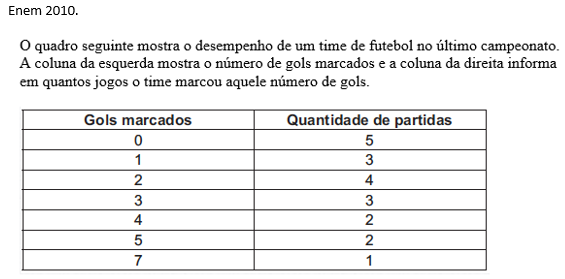 Enem 2010.
O quadro seguinte mostra o desempenho de um time de futebol no último campeonato.
A coluna da esquerda mostra o número de gols marcados e a coluna da direita informa
em quantos jogos o time marcou aquele número de gols.
Gols marcados Quantidade de partidas
0 5
1 3
2 4
3 3
4 2
5 2
7 1